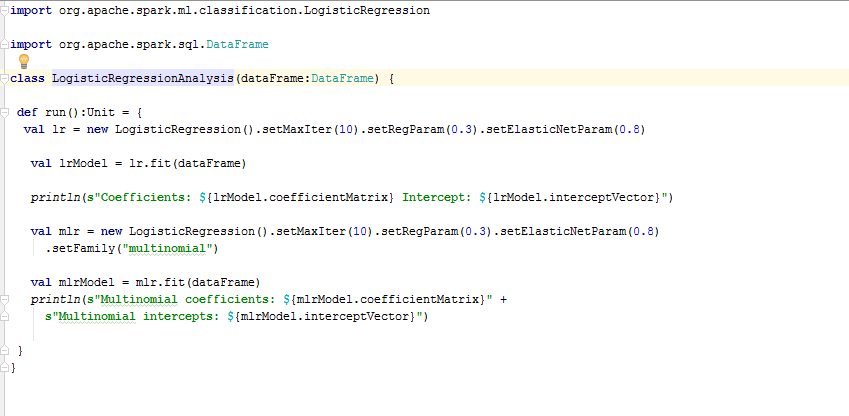 import org.apache.spark.ml.classification.LogisticRegression
import org.apache.spark.sql.DataFrame
class LogisticRegressionAnalysis(dataFrame:DataFrame) {
def run():Unit = {
val lr = new LogisticRegression().setMaxIter(10).setRegParam(0.3).setElasticNetParam(0.8)
val lrModel = lr.fit(dataFrame)
println(s"Coefficients: ${lrModel.coefficientMatrix} Intercept: ${lrModel.interceptVector}")
val mlr = new LogisticRegression().setMaxIter(10).setRegParam(0.3).setElasticNetParam(0.8)
.setFamily("multinomial")
val mlrModel = mlr.fit(dataFrame)
println(s"Multinomial coefficients: ${mlrModel.coefficientMatrix}" +
s"Multinomial intercepts: ${mlrModel.interceptVector}")
}
}